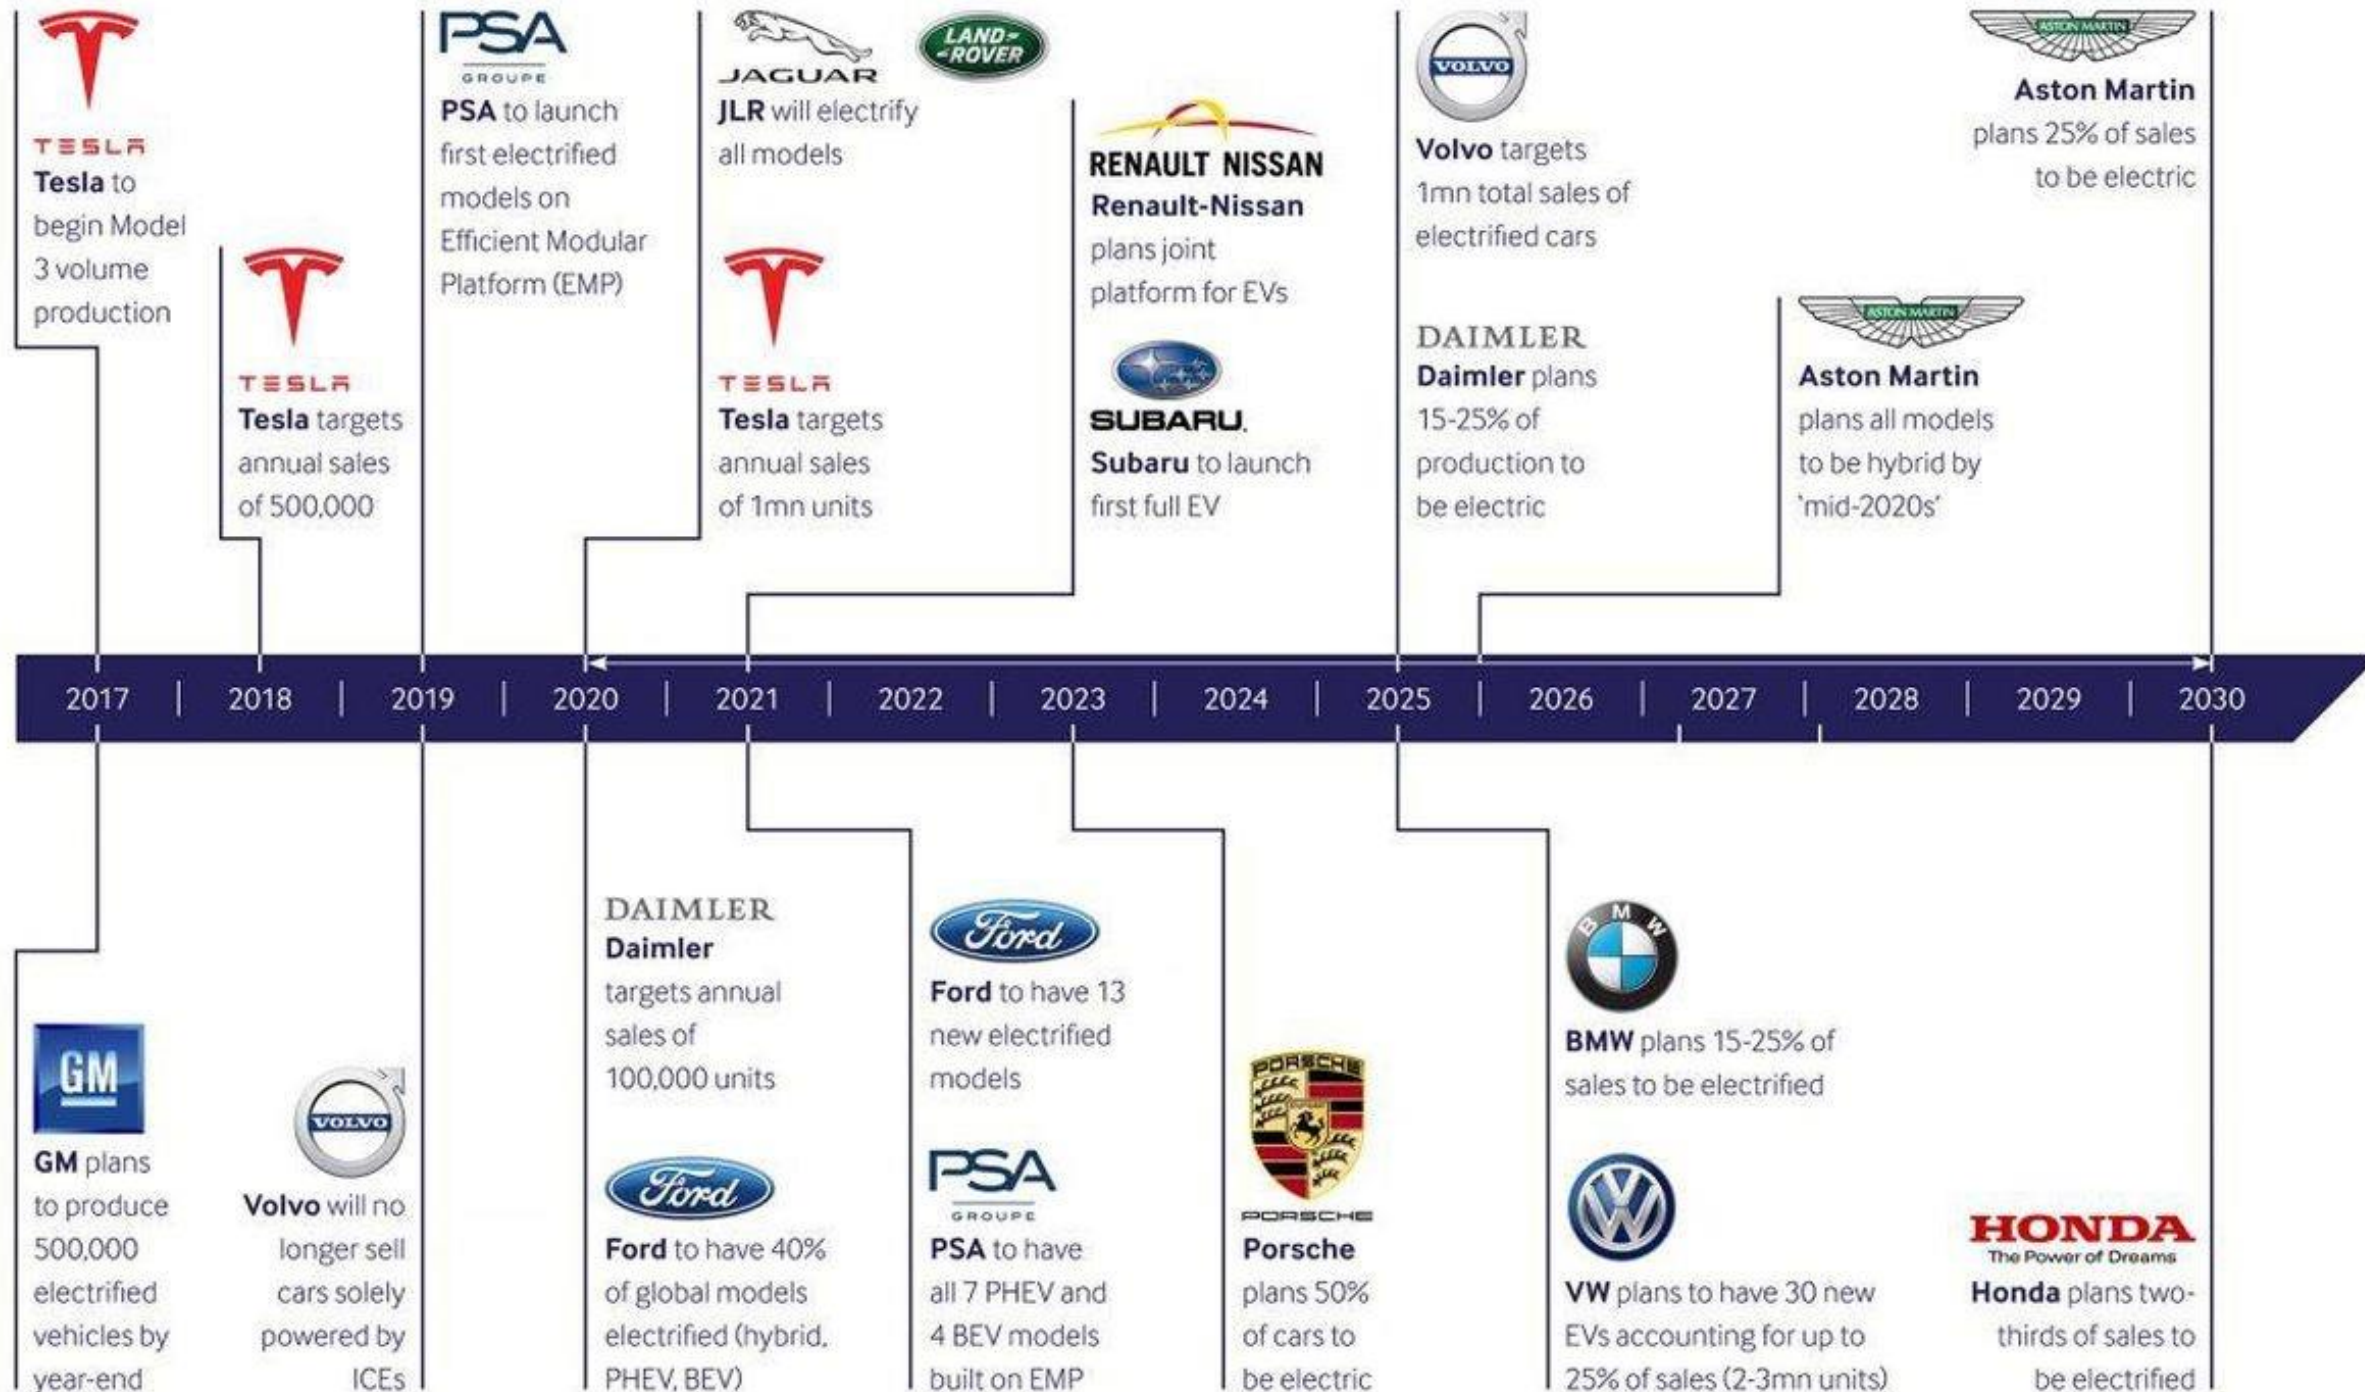 TESLA
Tesla to
begin Model
3 volume
production
TESLA
Tesla targets
annual sales
of 500,000
PSA
GROUPE
PSA to launch
first electrified
models on
Efficient Modular
Platform (EMP)
JAGUAR
LAND-
-ROVER
JLR will electrify
all models
TESLA
Tesla targets
annual sales
of 1mn units
RENAULT NISSAN
Renault-Nissan
plans joint
platform for EVs
SUBARU.
Subaru to launch
first full EV
VOLVO
Volvo targets
1mn total sales of
electrified cars
DAIMLER
Daimler plans
15-25% of
production to
be electric
ASTON MARTIN
Aston Martin
plans all models
to be hybrid by
'mid-2020s'
ASTON MARTIN
Aston Martin
plans 25% of sales
to be electric
2017 | 2018 | 2019 | 2020 | 2021 | 2022 | 2023 | 2024 | 2025 | 2026 | 2027 | 2028 | 2029 | 2030
GM
GM plans
to produce
500,000
electrified
vehicles by
year-end
VOLVO
Volvo will no
longer sell
cars solely
powered by
ICEs
DAIMLER
Daimler
targets annual
sales of
100,000 units
Ford
Ford to have 40%
of global models
electrified (hybrid,
PHEV, BEV)
Ford
Ford to have 13
new electrified
models
PSA
GROUPE
PSA to have
all 7 PHEV and
4 BEV models
built on EMP
PORSCHE
PORSCHE
Porsche
plans 50%
of cars to
be electric
BMW
BMW plans 15-25% of
sales to be electrified
VW plans to have 30 new
EVs accounting for up to
25% of sales (2-3mn units)
HONDA
The Power of Dreams
Honda plans two-
thirds of sales to
be electrified